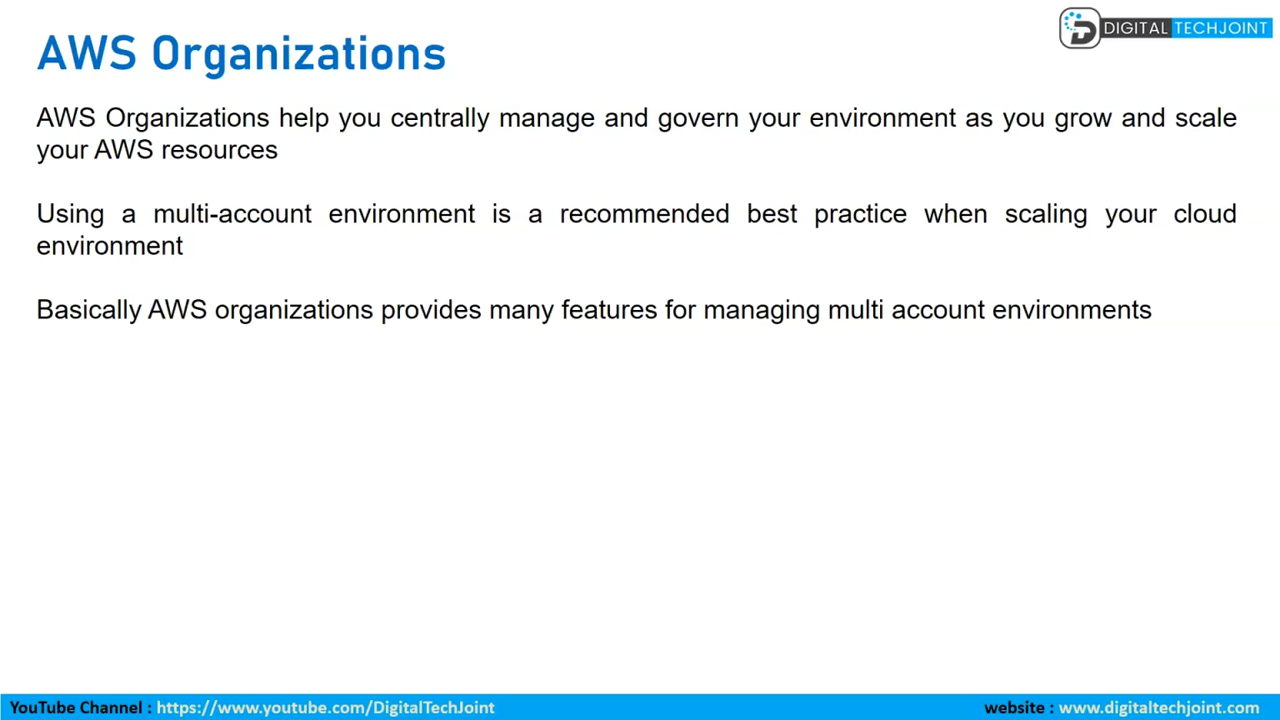 DIGITAL TECHJOINT
AWS Organizations
AWS Organizations help you centrally manage and govern your environment as you grow and scale
your AWS resources
Using a multi-account environment is a recommended best practice when scaling your cloud
environment
Basically AWS organizations provides many features for managing multi account environments
YouTube Channel : https://www.youtube.com/DigitalTechJoint
website : www.digitaltechjoint.com